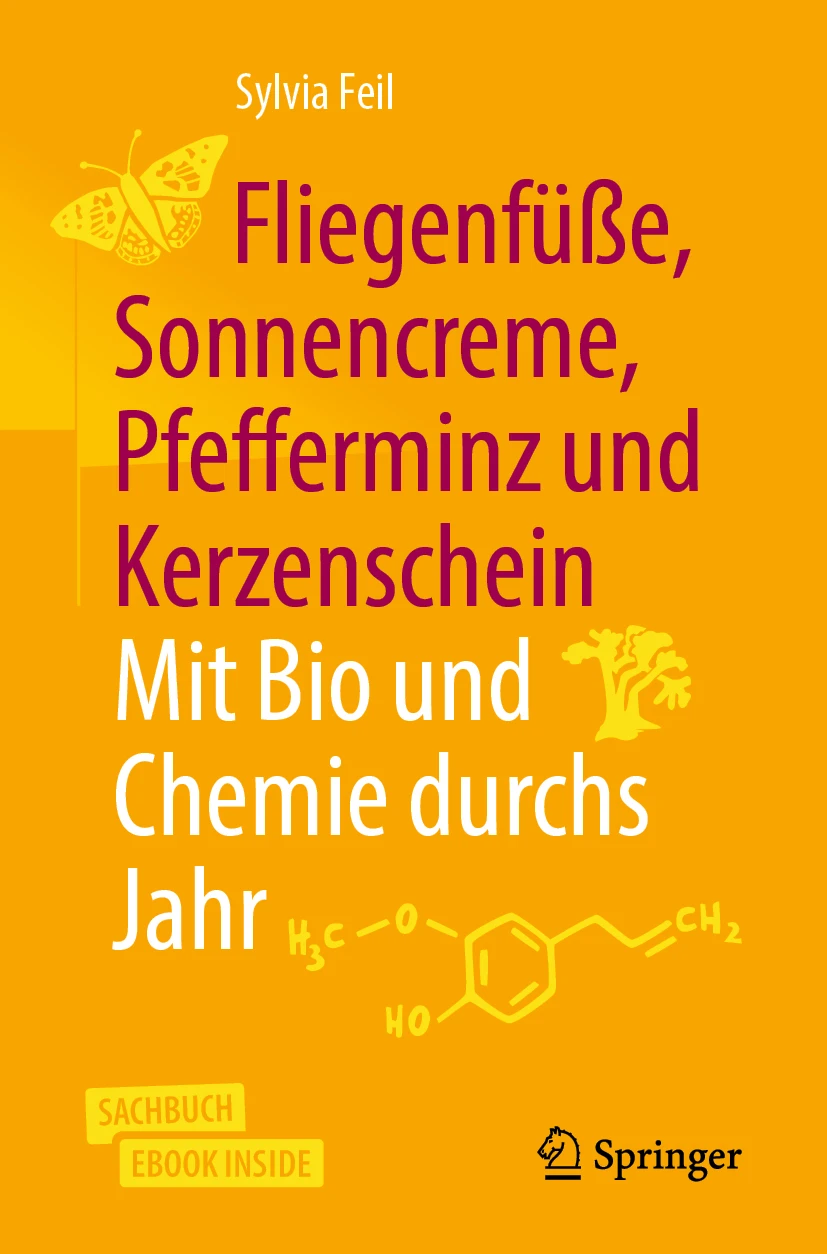 Sylvia Feil
Fliegenfüße,
Sonnencreme,
Pfefferminz und
Kerzenschein
Mit Bio und
Chemie durchs
Jahr
H3C O CH2
HO
SACHBUCH
EBOOK INSIDE
Springer